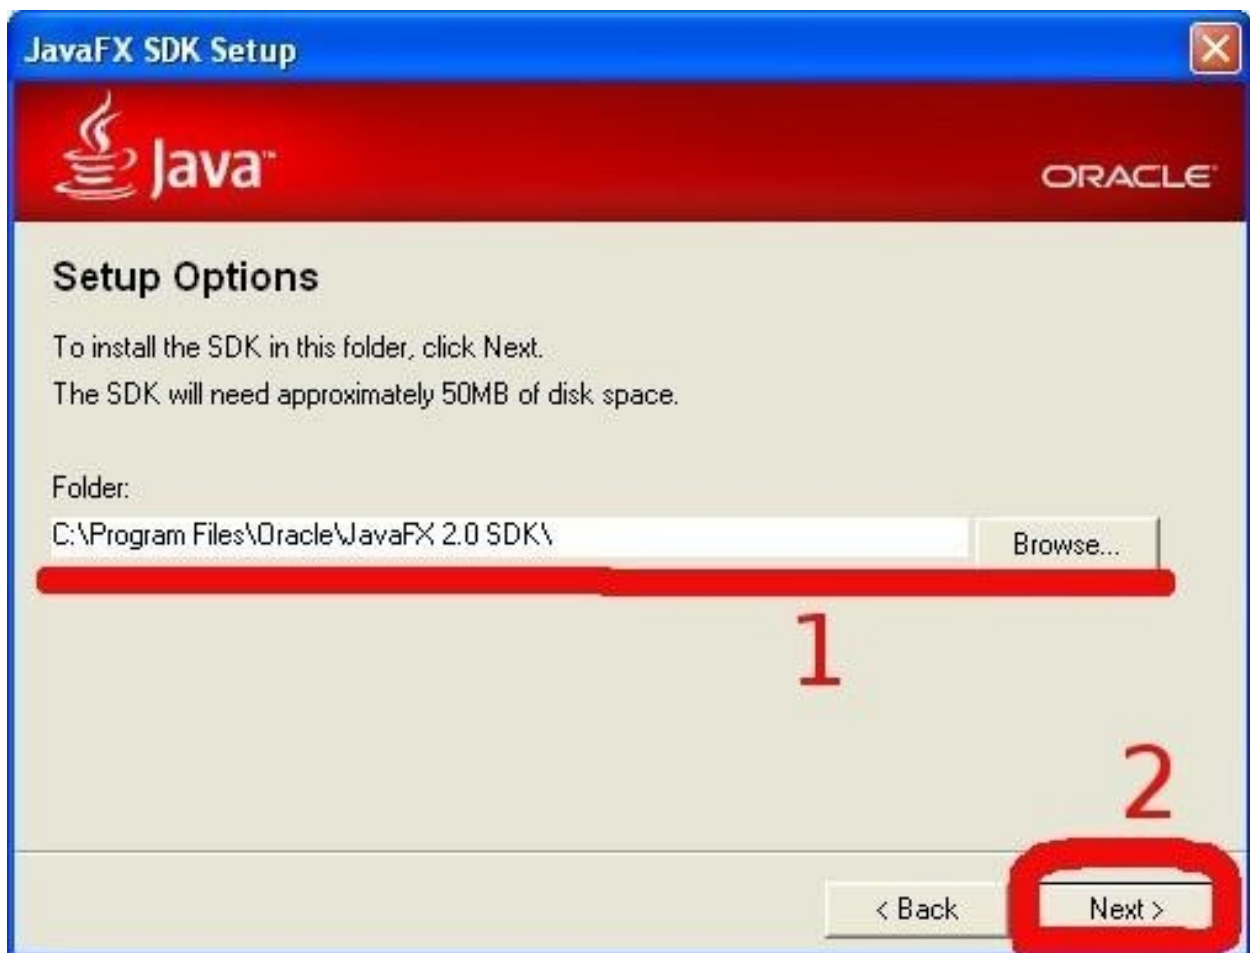 JavaFX SDK Setup
Java™
ORACLE
Setup Options
To install the SDK in this folder, click Next.
The SDK will need approximately 50MB of disk space.
Folder:
C:\Program Files\Oracle\JavaFX 2.0 SDK\
Browse...
1
2
< Back
Next >